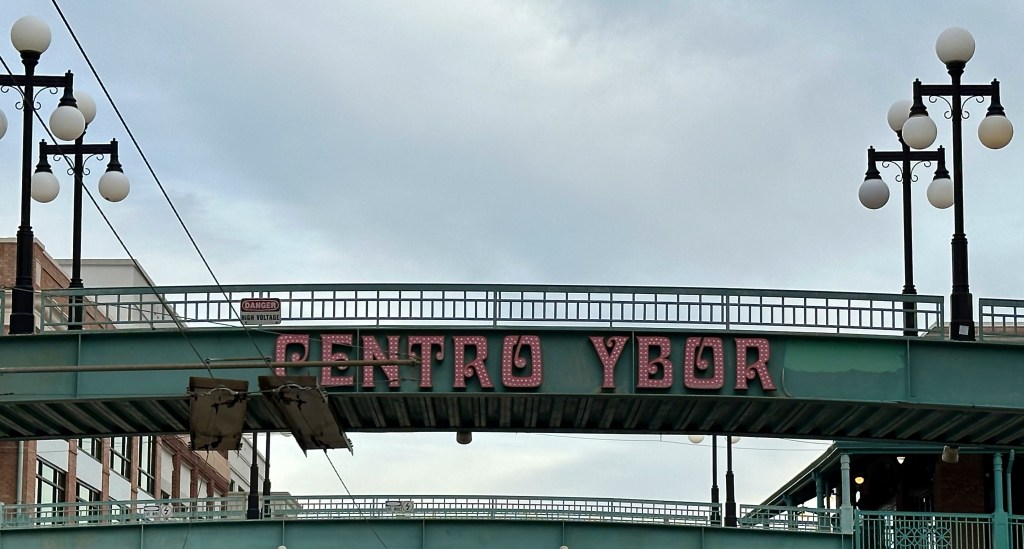 DANGER
HIGH VOLTAGE
CENTRO YBOR